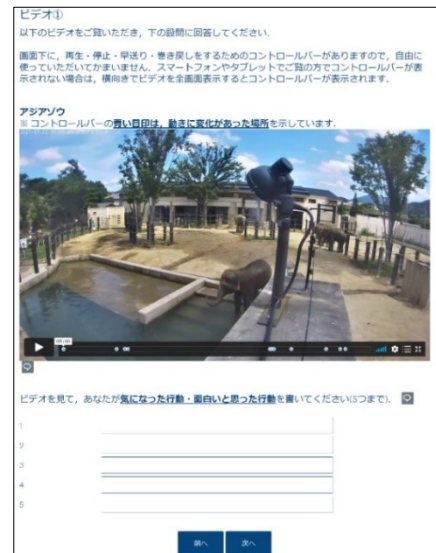 ビデオ①
以下のビデオをご覧いただき，下の設問に回答してください．
画面下に，再生・停止・早送り・巻き戻しをするためのコントロールバーがありますので，自由に
使っていただいてかまいません．スマートフォンやタブレットでご覧の方でコントロールバーが表
示されない場合は，横向きでビデオを全画面表示するとコントロールバーが表示されます．
アジアゾウ
※ コントロールバーの青い目印は，動きに変化があった場所を示しています．
ビデオを見て，あなたが気になった行動・面白いと思った行動を書いてください(5つまで)．
1
2
3
4
5
前へ 次へ